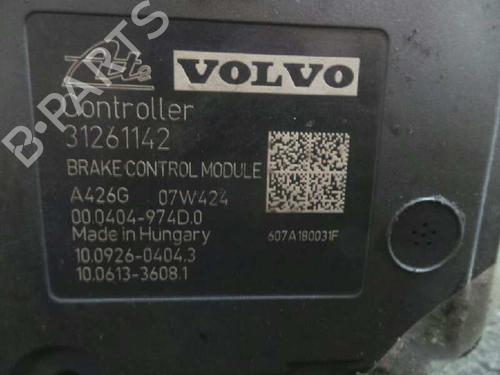 Ate VOLVO
Controller
31261142
BRAKE CONTROL MODULE
A426G 07W424
00.0404-974D.0
Made in Hungary
607A180031F
10.0926-0404.3
10.0613-3608.1
B-PARTS